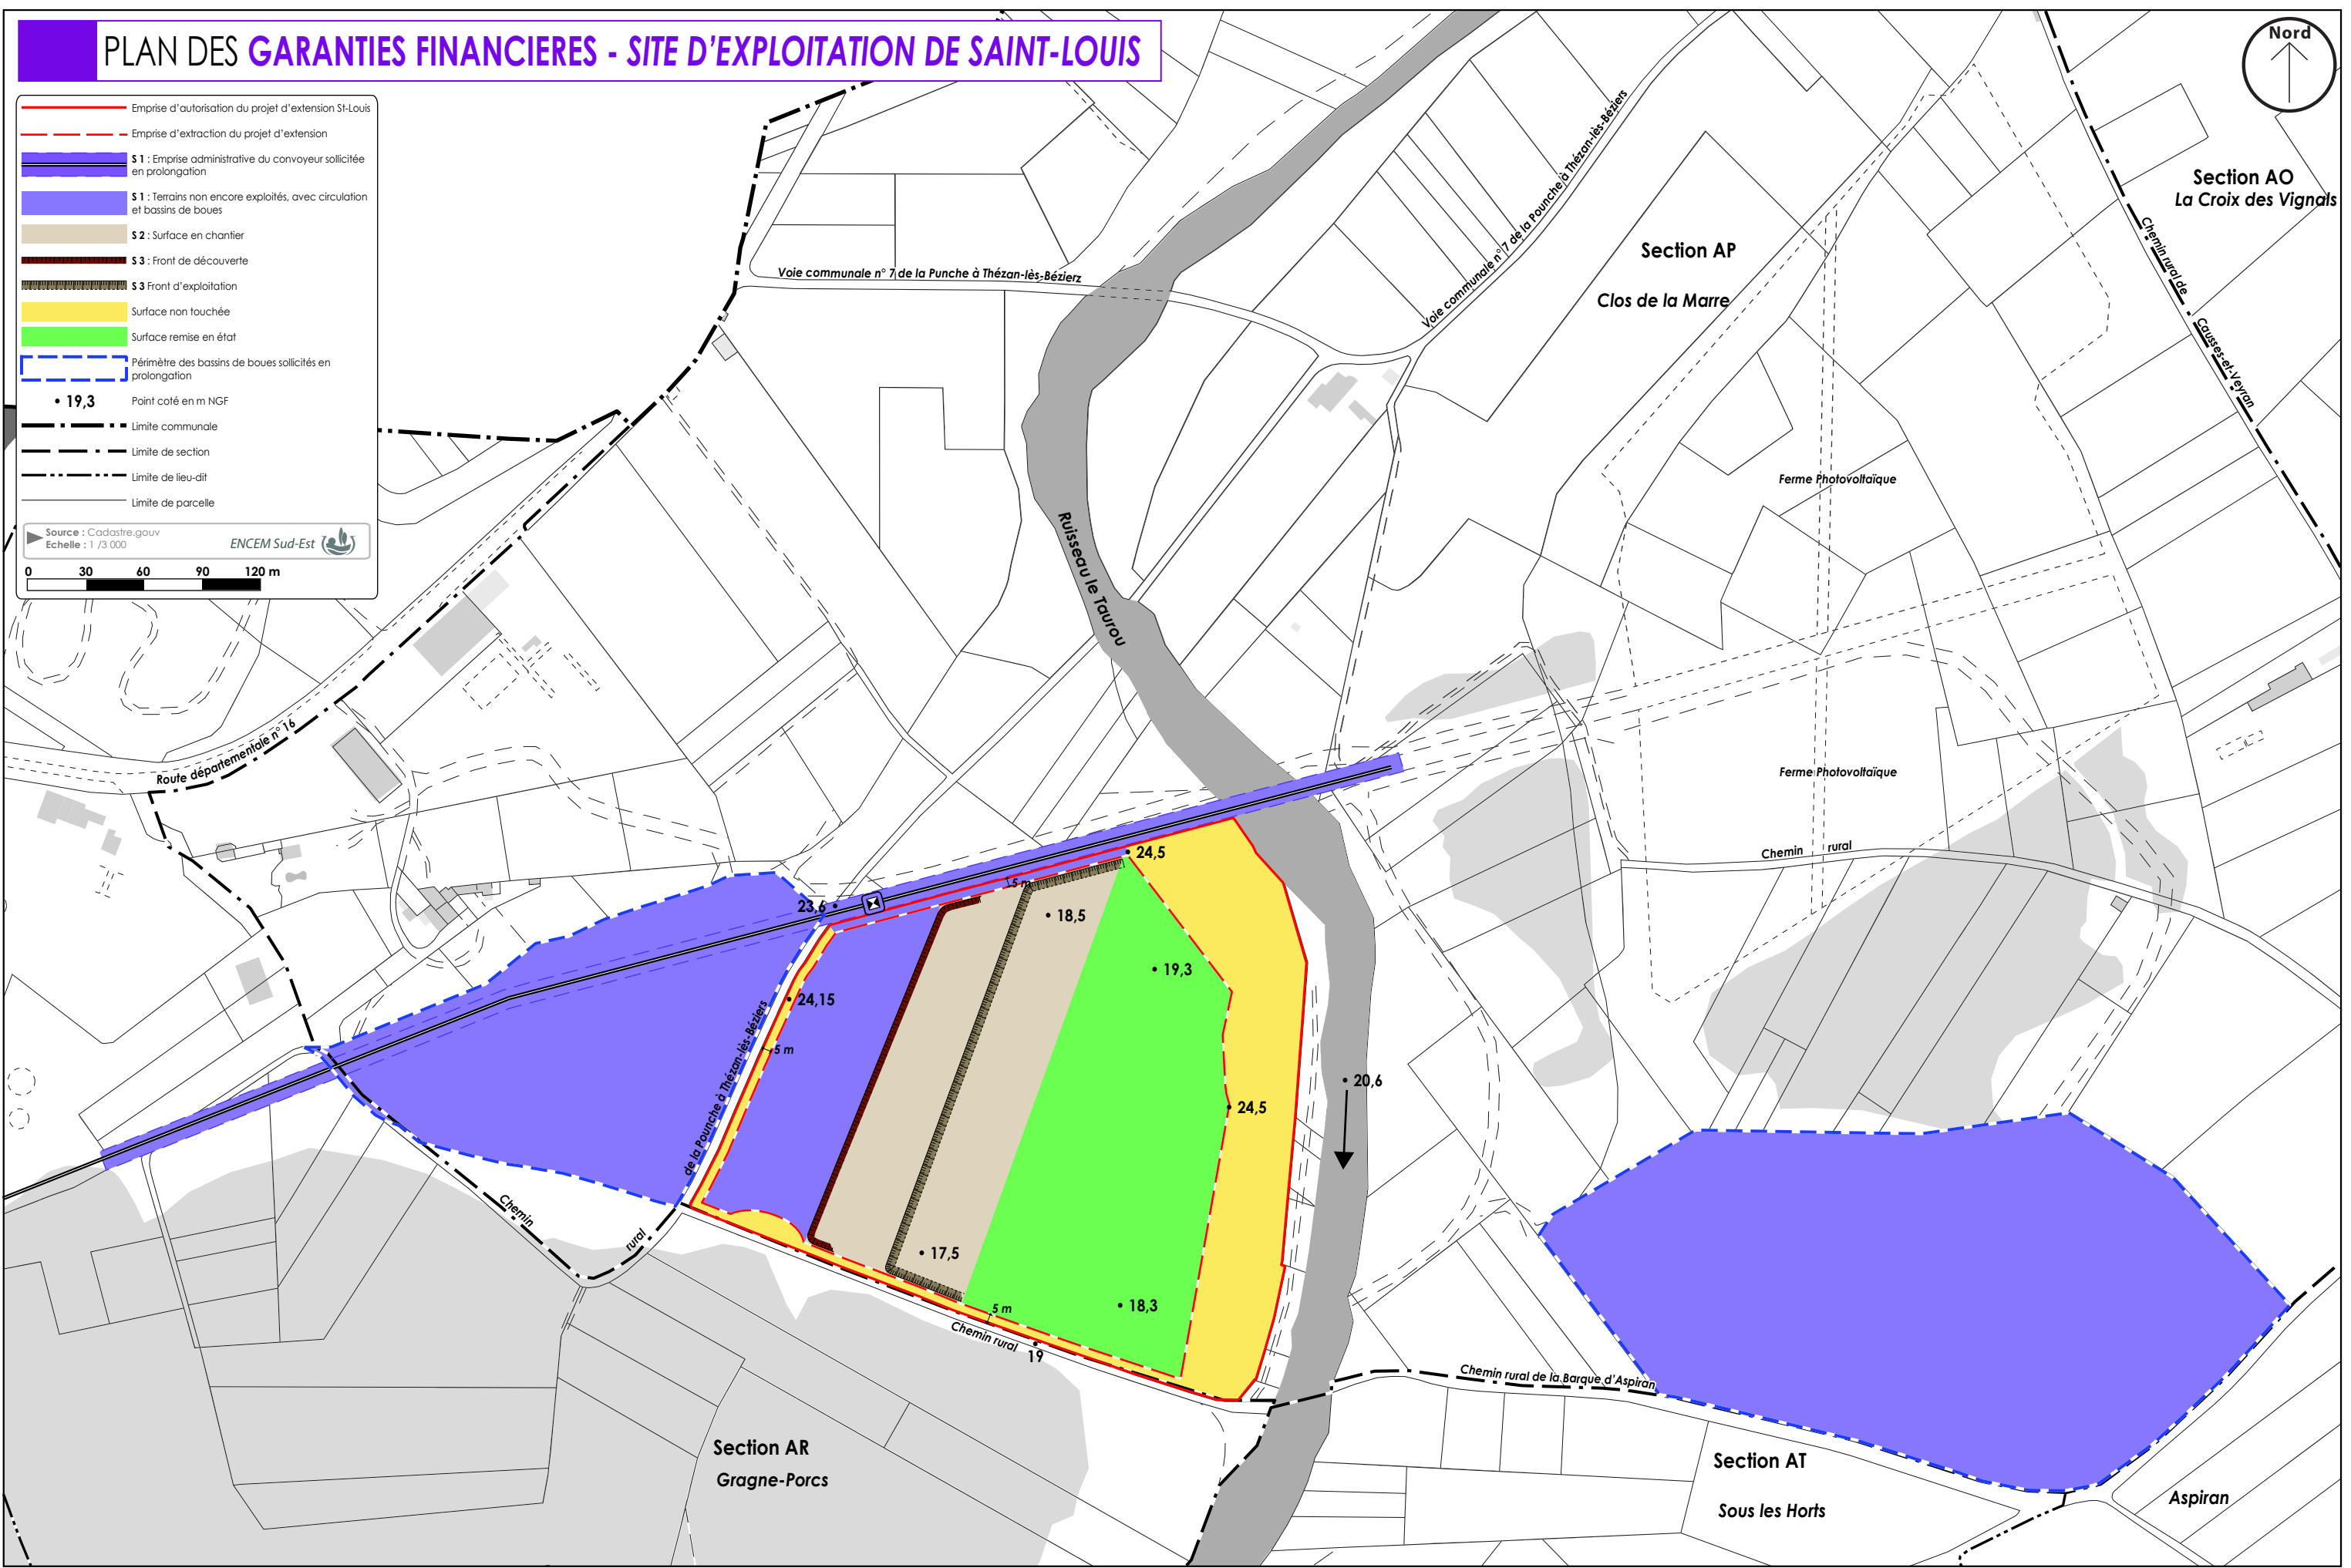 PLAN DES GARANTIES FINANCIERES - SITE D'EXPLOITATION DE SAINT-LOUIS
Nord
Emprise d'autorisation du projet d'extension St-Louis
Emprise d'extraction du projet d'extension
S 1 : Emprise administrative du convoyeur sollicitée
en prolongation
S 1 : Terrains non encore exploités, avec circulation
et bassins de boues
S 2 : Surface en chantier
S 3 : Front de découverte
S 3 Front d'exploitation
Surface non touchée
Surface remise en état
Périmètre des bassins de boues sollicités en
prolongation
19,3 Point coté en m NGF
Limite communale
Limite de section
Limite de lieu-dit
Limite de parcelle
Source : Cadastre.gouv
Echelle : 1 /3 000
ENCEM Sud-Est
0 30 60 90 120 m
Voie communale n° 7 de la Punche à Thézan-lès-Bézierz
Voie communale n° 7 de la Pounche à Thézan-lès-Béziers
Section AP
Clos de la Marre
Section AO
La Croix des Vignals
Chemin rural de
Causses-et-Veyran
Ferme Photovoltaïque
Ruisseau le Taurou
Route départementale n° 16
Ferme Photovoltaïque
Chemin rural
24,5
5 m
23,6
18,5
19,3
24,15
de la Pounche à Thézan-lès-Béziers
5 m
20,6
24,5
Chemin
rural
17,5
18,3
5 m
Chemin rural
19
Chemin rural de la Barque d'Aspiran
Section AR
Gragne-Porcs
Section AT
Sous les Horts
Aspiran